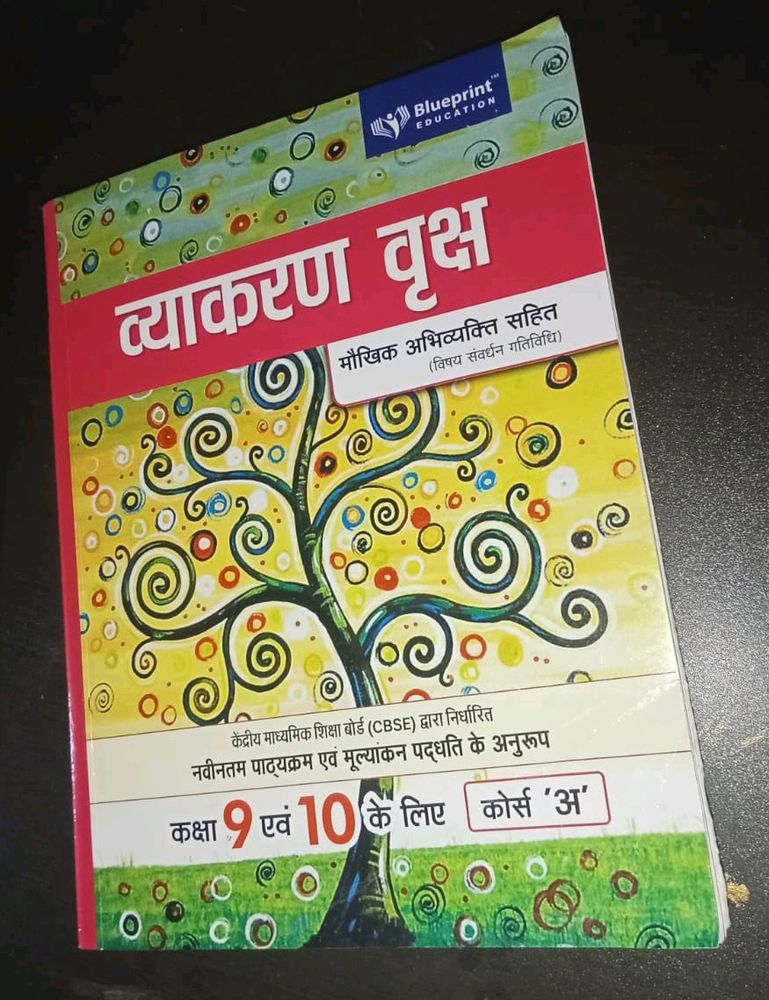 Blueprint™
EDUCATION
व्याकरण वृक्ष
मौखिक अभिव्यक्ति सहित
(विषय संवर्धन गतिविधि)
केंद्रीय माध्यमिक शिक्षा बोर्ड (CBSE) द्वारा निर्धारित
नवीनतम पाठ्यक्रम एवं मूल्यांकन पद्धति के अनुरूप
कक्षा 9 एवं 10 के लिए कोर्स 'अ'